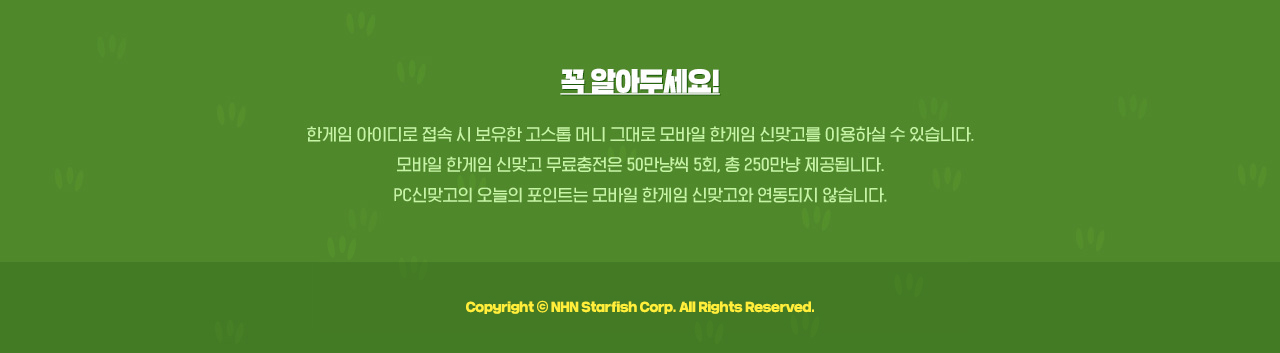 꼭 알아두세요!
한게임 아이디로 접속 시 보유한 고스톱 머니 그대로 모바일 한게임 신맞고를 이용하실 수 있습니다.
모바일 한게임 신맞고 무료충전은 50만냥씩 5회, 총 250만냥 제공됩니다.
PC신맞고의 오늘의 포인트는 모바일 한게임 신맞고와 연동되지 않습니다.
Copyright © NHN Starfish Corp. All Rights Reserved.